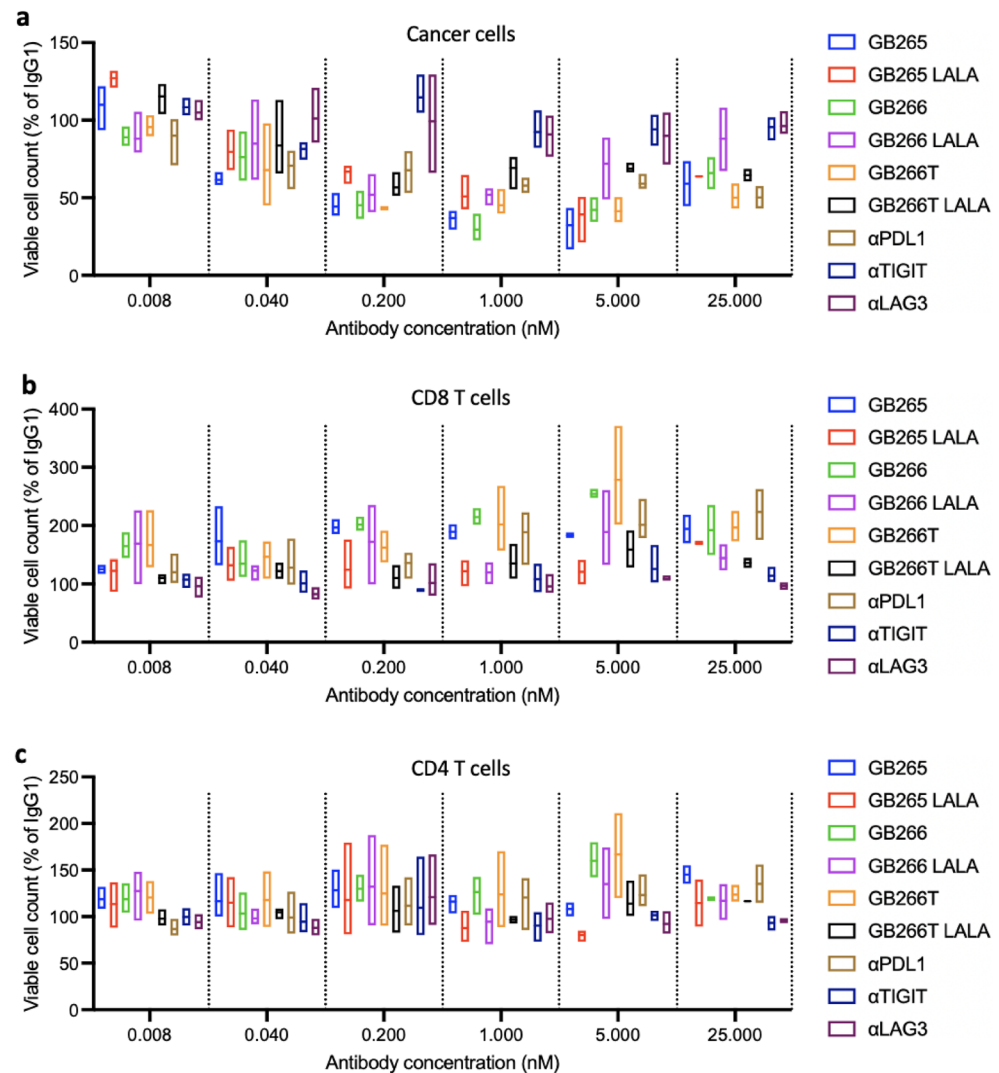 a
Cancer cells
Viable cell count (% of IgG1)
150
100
50
0
0.008 0.040 0.200 1.000 5.000 25.000
Antibody concentration (nM)
GB265
GB265 LALA
GB266
GB266 LALA
GB266T
GB266T LALA
αPDL1
αTIGIT
αLAG3
b
CD8 T cells
Viable cell count (% of IgG1)
400
300
200
100
0
0.008 0.040 0.200 1.000 5.000 25.000
Antibody concentration (nM)
GB265
GB265 LALA
GB266
GB266 LALA
GB266T
GB266T LALA
αPDL1
αTIGIT
αLAG3
c
CD4 T cells
Viable cell count (% of IgG1)
250
200
150
100
50
0
0.008 0.040 0.200 1.000 5.000 25.000
Antibody concentration (nM)
GB265
GB265 LALA
GB266
GB266 LALA
GB266T
GB266T LALA
αPDL1
αTIGIT
αLAG3